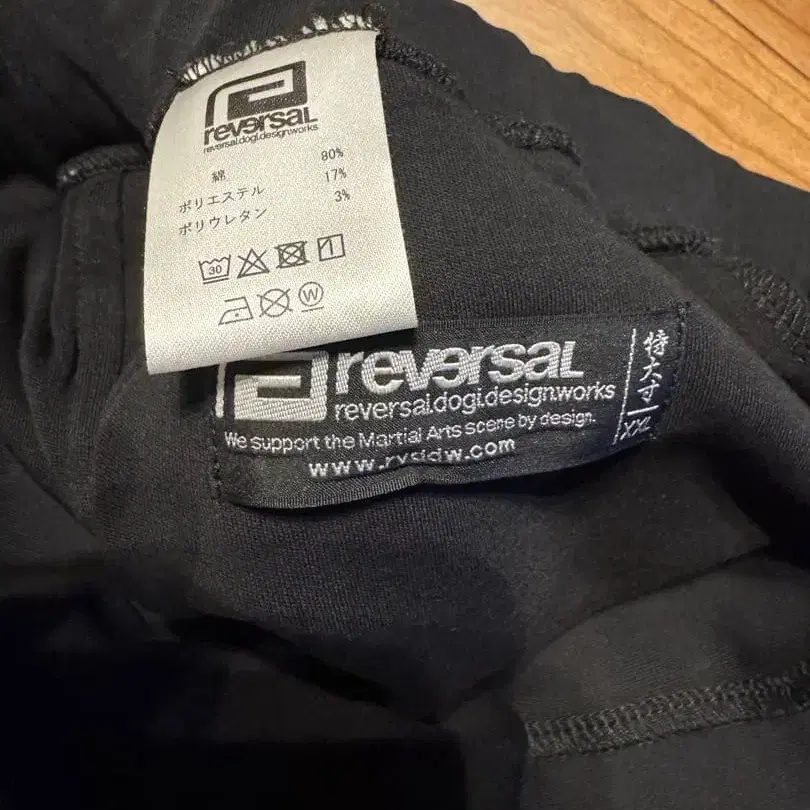 reversal
reversal.dogi.design.works
綿 80%
ポリエステル 17%
ポリウレタン 3%
30
W
reversal
reversal.dogi.design.works
We support the Martial Arts scene by design.
www.rvddw.com
特大寸
XXL